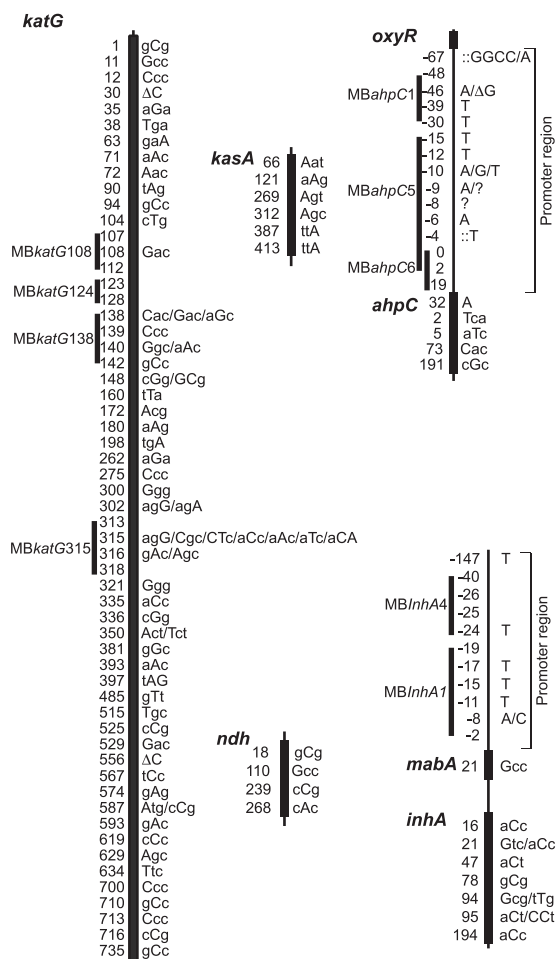 katG
1 gCg
11 Gcc
12 Ccc
30 ΔC
35 aGa
38 Tga
63 gaA
71 aAc
72 Aac
90 tAg
94 gCc
104 cTg
107
MBkatG108 108 Gac
112
123
MBkatG124
128
138 Cac/Gac/aGc
139 Ccc
MBkatG138 140 Ggc/aAc
142 gCc
148 cGg/GCg
160 tTa
172 Acg
180 aAg
198 tgA
262 aGa
275 Ccc
300 Ggg
302 agG/agA
313
315 agG/Cgc/CTc/aCc/aAc/aTc/aCA
MBkatG315 316 gAc/Agc
318
321 Ggg
335 aCc
336 cGg
350 Act/Tct
381 gGc
393 aAc
397 tAG
485 gTt
515 Tgc
525 cCg
529 Gac
556 ΔC
567 tCc
574 gAg
587 Atg/cCg
593 gAc
619 cCc
629 Agc
634 Ttc
700 Ccc
710 gCc
713 Ccc
716 cCg
735 gCc
kasA
66 Aat
121 aAg
269 Agt
312 Agc
387 ttA
413 ttA
ndh
18 gCg
110 Gcc
239 cCg
268 cAc
oxyR
-67 ::GGCC/A
-48
MBahpC1 -46 A/ΔG
-39 T
-30 T
-15 T
-12 T
-10 A/G/T
MBahpC5 -9 A/?
-8 ?
-6 A
-4 ::T
0
MBahpC6 2
19
Promoter region
ahpC
32 A
2 Tca
5 aTc
73 Cac
191 cGc
-147 T
-40
MBInhA4 -26
-25
-24 T
-19
-17 T
MBInhA1 -15 T
-11 T
-8 A/C
-2
Promoter region
mabA 21 Gcc
inhA
16 aCc
21 Gtc/aCc
47 aCt
78 gCg
94 Gcg/tTg
95 aCt/CCt
194 aCc